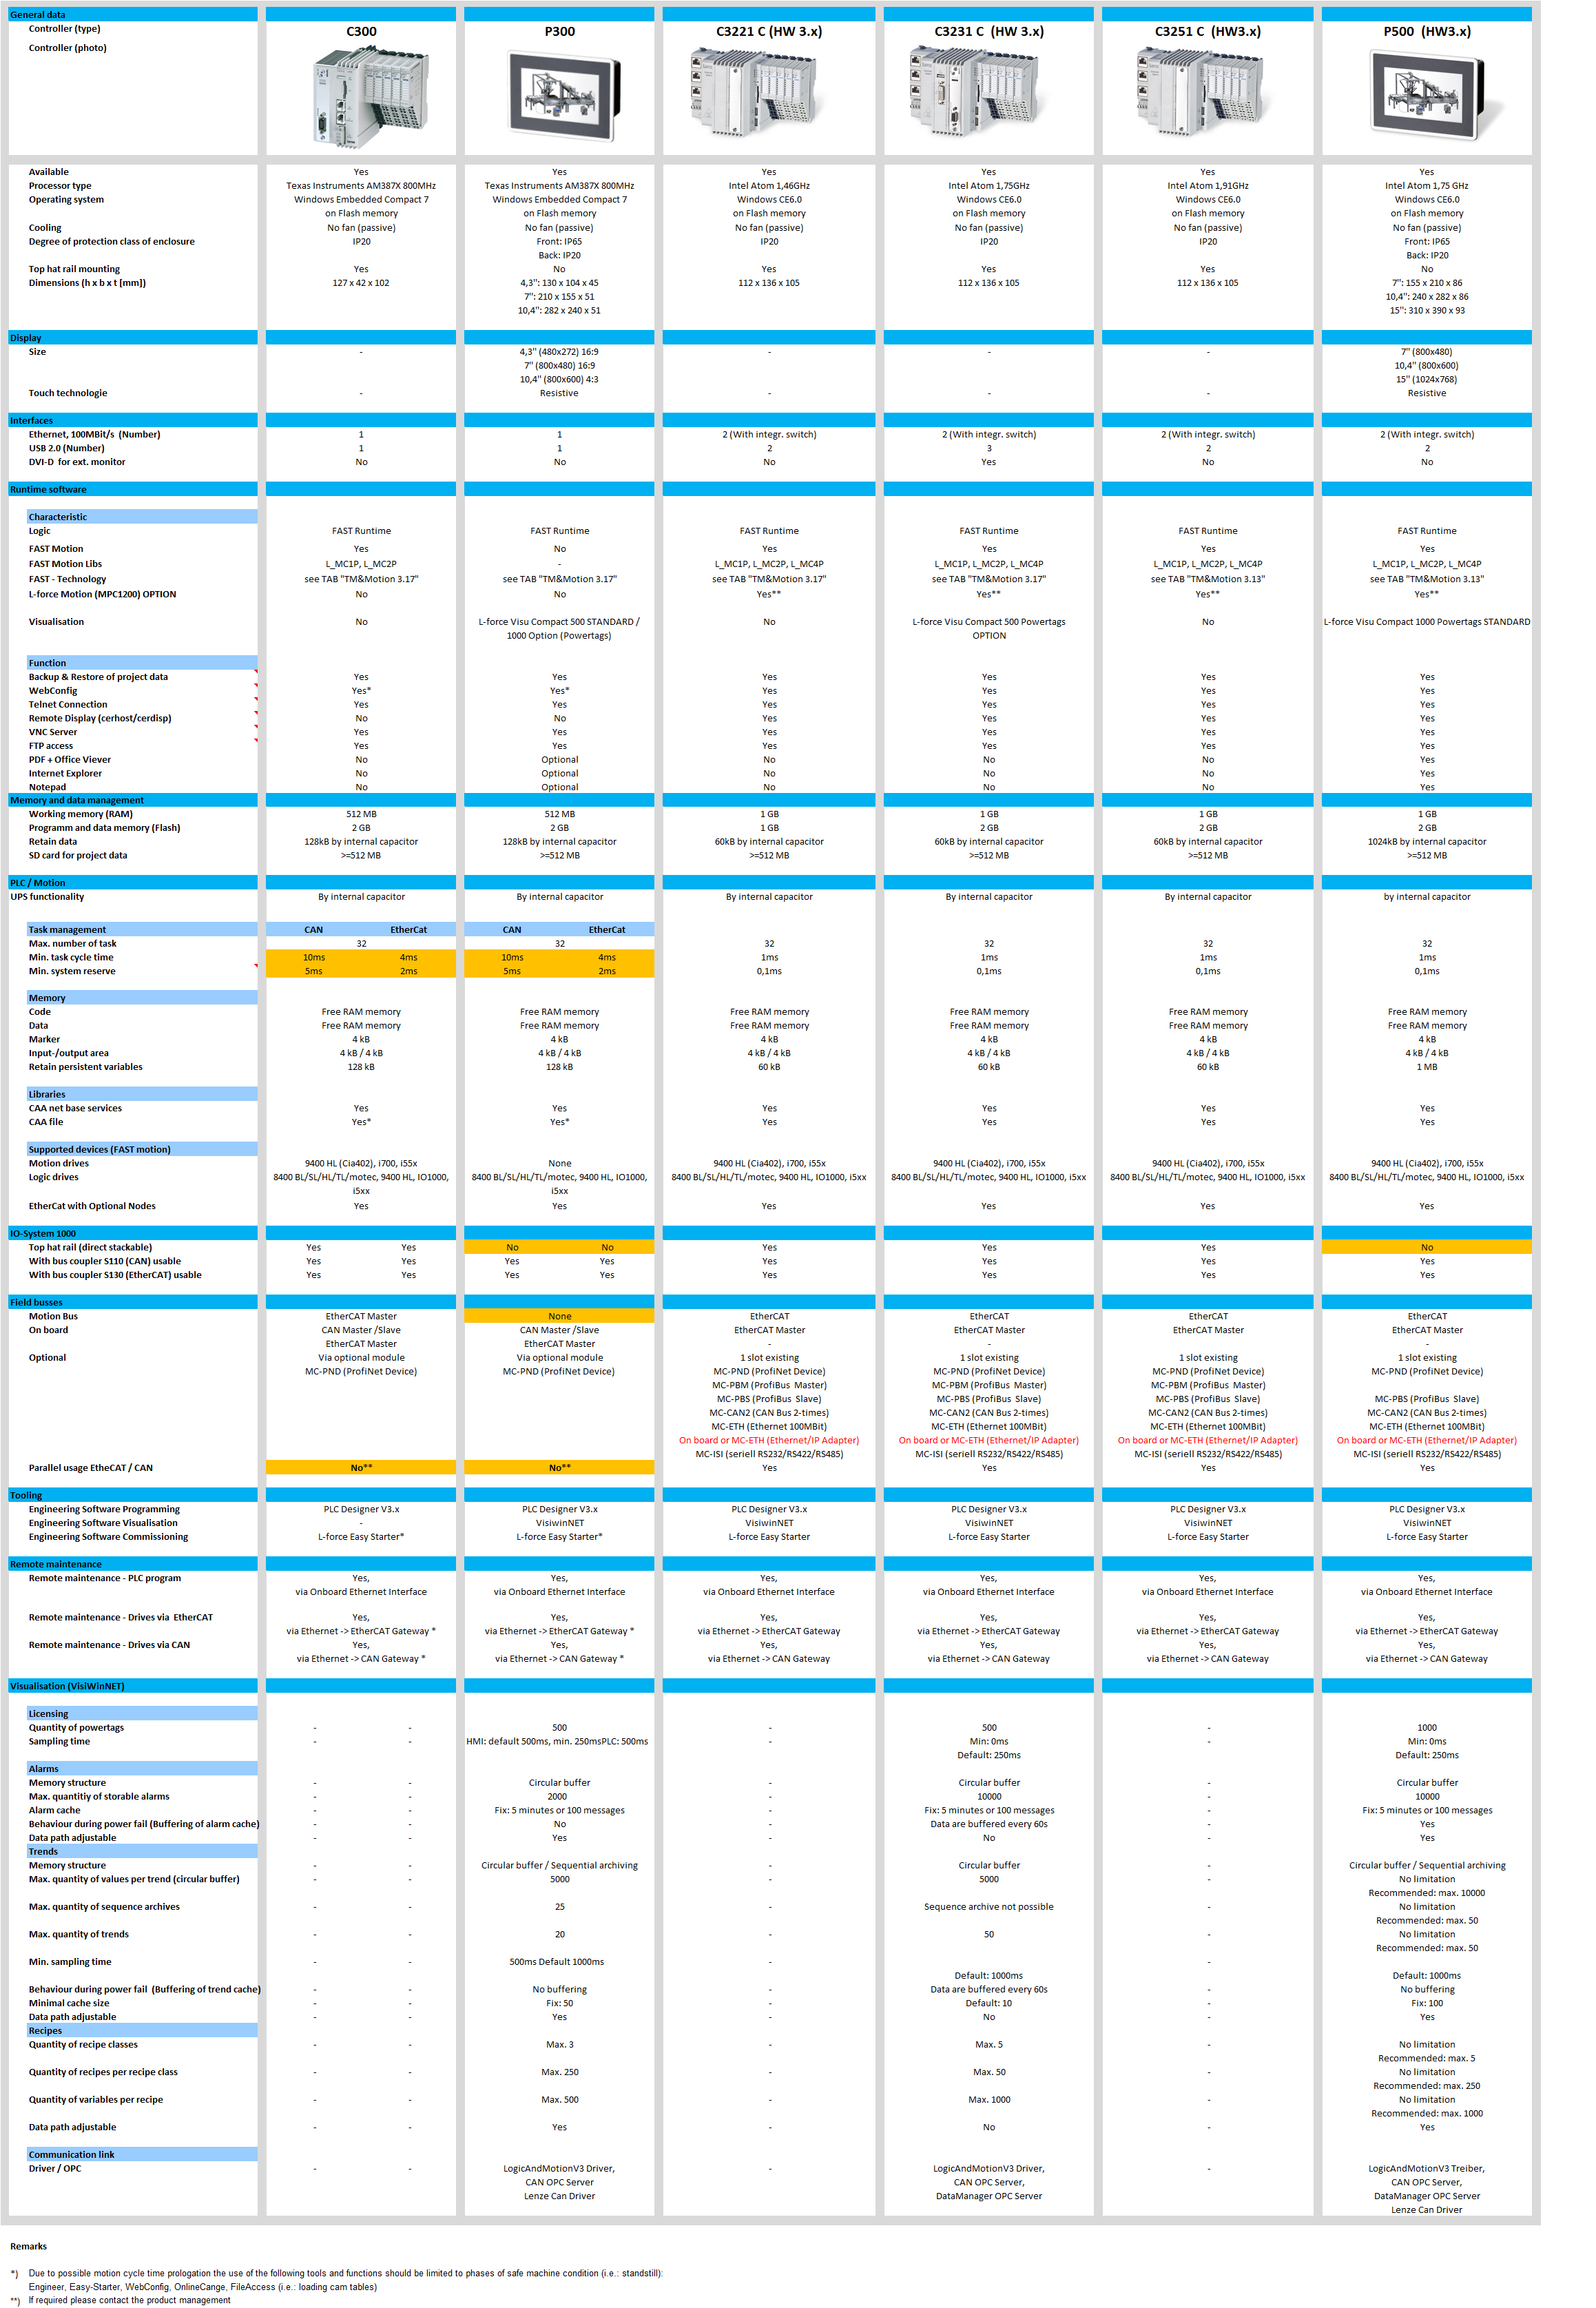 General data
Controller (type) C300 P300 C3221 C (HW 3.x) C3231 C (HW 3.x) C3251 C (HW3.x) P500 (HW3.x)
Controller (photo)
Available Yes Yes Yes Yes Yes Yes
Processor type Texas Instruments AM387X 800MHz Texas Instruments AM387X 800MHz Intel Atom 1,46GHz Intel Atom 1,75GHz Intel Atom 1,91GHz Intel Atom 1,75 GHz
Operating system Windows Embedded Compact 7 Windows Embedded Compact 7 Windows CE6.0 Windows CE6.0 Windows CE6.0 Windows CE6.0
on Flash memory on Flash memory on Flash memory on Flash memory on Flash memory on Flash memory
Cooling No fan (passive) No fan (passive) No fan (passive) No fan (passive) No fan (passive) No fan (passive)
Degree of protection class of enclosure IP20 Front: IP65 IP20 IP20 IP20 Front: IP65
Back: IP20 Back: IP20
Top hat rail mounting Yes No Yes Yes Yes No
Dimensions (h x b x t [mm]) 127 x 42 x 102 4,3": 130 x 104 x 45 112 x 136 x 105 112 x 136 x 105 112 x 136 x 105 7": 155 x 210 x 86
7": 210 x 155 x 51 10,4": 240 x 282 x 86
10,4": 282 x 240 x 51 15": 310 x 390 x 93
Display
Size - 4,3" (480x272) 16:9 - - - 7" (800x480)
7" (800x480) 16:9 10,4" (800x600)
10,4" (800x600) 4:3 15" (1024x768)
Touch technologie - Resistive - - - Resistive
Interfaces
Ethernet, 100MBit/s (Number) 1 1 2 (With integr. switch) 2 (With integr. switch) 2 (With integr. switch) 2 (With integr. switch)
USB 2.0 (Number) 1 1 2 3 2 2
DVI-D for ext. monitor No No No Yes No No
Runtime software
Characteristic
Logic FAST Runtime FAST Runtime FAST Runtime FAST Runtime FAST Runtime FAST Runtime
FAST Motion Yes No Yes Yes Yes Yes
FAST Motion Libs L_MC1P, L_MC2P - L_MC1P, L_MC2P, L_MC4P L_MC1P, L_MC2P, L_MC4P L_MC1P, L_MC2P, L_MC4P L_MC1P, L_MC2P, L_MC4P
FAST - Technology see TAB "TM&Motion 3.17" see TAB "TM&Motion 3.17" see TAB "TM&Motion 3.17" see TAB "TM&Motion 3.17" see TAB "TM&Motion 3.13" see TAB "TM&Motion 3.13"
L-force Motion (MPC1200) OPTION No No Yes** Yes** Yes** Yes**
Visualisation No L-force Visu Compact 500 STANDARD / No L-force Visu Compact 500 Powertags No L-force Visu Compact 1000 Powertags STANDARD
1000 Option (Powertags) OPTION
Function
Backup & Restore of project data Yes Yes Yes Yes Yes Yes
WebConfig Yes* Yes* Yes Yes Yes Yes
Telnet Connection Yes Yes Yes Yes Yes Yes
Remote Display (cerhost/cerdisp) No No Yes Yes Yes Yes
VNC Server Yes Yes Yes Yes Yes Yes
FTP access Yes Yes Yes Yes Yes Yes
PDF + Office Viever No Optional No No No Yes
Internet Explorer No Optional No No No Yes
Notepad No Optional No No No Yes
Memory and data management
Working memory (RAM) 512 MB 512 MB 1 GB 1 GB 1 GB 1 GB
Programm and data memory (Flash) 2 GB 2 GB 1 GB 2 GB 2 GB 2 GB
Retain data 128kB by internal capacitor 128kB by internal capacitor 60kB by internal capacitor 60kB by internal capacitor 60kB by internal capacitor 1024kB by internal capacitor
SD card for project data >=512 MB >=512 MB >=512 MB >=512 MB >=512 MB >=512 MB
PLC / Motion
UPS functionality By internal capacitor By internal capacitor By internal capacitor By internal capacitor By internal capacitor by internal capacitor
Task management CAN EtherCat CAN EtherCat
Max. number of task 32 32 32 32 32 32
Min. task cycle time 10ms 4ms 10ms 4ms 1ms 1ms 1ms 1ms
Min. system reserve 5ms 2ms 5ms 2ms 0,1ms 0,1ms 0,1ms 0,1ms
Memory
Code Free RAM memory Free RAM memory Free RAM memory Free RAM memory Free RAM memory Free RAM memory
Data Free RAM memory Free RAM memory Free RAM memory Free RAM memory Free RAM memory Free RAM memory
Marker 4 kB 4 kB 4 kB 4 kB 4 kB 4 kB
Input-/output area 4 kB / 4 kB 4 kB / 4 kB 4 kB / 4 kB 4 kB / 4 kB 4 kB / 4 kB 4 kB / 4 kB
Retain persistent variables 128 kB 128 kB 60 kB 60 kB 60 kB 1 MB
Libraries
CAA net base services Yes Yes Yes Yes Yes Yes
CAA file Yes* Yes* Yes Yes Yes Yes
Supported devices (FAST motion)
Motion drives 9400 HL (Cia402), i700, i55x None 9400 HL (Cia402), i700, i55x 9400 HL (Cia402), i700, i55x 9400 HL (Cia402), i700, i55x 9400 HL (Cia402), i700, i55x
Logic drives 8400 BL/SL/HL/TL/motec, 9400 HL, IO1000, 8400 BL/SL/HL/TL/motec, 9400 HL, IO1000, 8400 BL/SL/HL/TL/motec, 9400 HL, IO1000, i5xx 8400 BL/SL/HL/TL/motec, 9400 HL, IO1000, i5xx 8400 BL/SL/HL/TL/motec, 9400 HL, IO1000, i5xx 8400 BL/SL/HL/TL/motec, 9400 HL, IO1000, i5xx
i5xx i5xx
EtherCat with Optional Nodes Yes Yes Yes Yes Yes Yes
IO-System 1000
Top hat rail (direct stackable) Yes Yes No No Yes Yes Yes No
With bus coupler S110 (CAN) usable Yes Yes Yes Yes Yes Yes Yes Yes
With bus coupler S130 (EtherCAT) usable Yes Yes Yes Yes Yes Yes Yes Yes
Field busses
Motion Bus EtherCAT Master None EtherCAT EtherCAT EtherCAT EtherCAT
On board CAN Master /Slave CAN Master /Slave EtherCAT Master EtherCAT Master EtherCAT Master EtherCAT Master
EtherCAT Master EtherCAT Master - - - -
Optional Via optional module Via optional module 1 slot existing 1 slot existing 1 slot existing 1 slot existing
MC-PND (ProfiNet Device) MC-PND (ProfiNet Device) MC-PND (ProfiNet Device) MC-PND (ProfiNet Device) MC-PND (ProfiNet Device) MC-PND (ProfiNet Device)
MC-PBM (ProfiBus Master) MC-PBM (ProfiBus Master) MC-PBM (ProfiBus Master)
MC-PBS (ProfiBus Slave) MC-PBS (ProfiBus Slave) MC-PBS (ProfiBus Slave) MC-PBS (ProfiBus Slave)
MC-CAN2 (CAN Bus 2-times) MC-CAN2 (CAN Bus 2-times) MC-CAN2 (CAN Bus 2-times) MC-CAN2 (CAN Bus 2-times)
MC-ETH (Ethernet 100MBit) MC-ETH (Ethernet 100MBit) MC-ETH (Ethernet 100MBit) MC-ETH (Ethernet 100MBit)
On board or MC-ETH (Ethernet/IP Adapter) On board or MC-ETH (Ethernet/IP Adapter) On board or MC-ETH (Ethernet/IP Adapter) On board or MC-ETH (Ethernet/IP Adapter)
MC-ISI (seriell RS232/RS422/RS485) MC-ISI (seriell RS232/RS422/RS485) MC-ISI (seriell RS232/RS422/RS485) MC-ISI (seriell RS232/RS422/RS485)
Parallel usage EtheCAT / CAN No** No** Yes Yes Yes Yes
Tooling
Engineering Software Programming PLC Designer V3.x PLC Designer V3.x PLC Designer V3.x PLC Designer V3.x PLC Designer V3.x PLC Designer V3.x
Engineering Software Visualisation - VisiwinNET VisiwinNET VisiwinNET VisiwinNET VisiwinNET
Engineering Software Commissioning L-force Easy Starter* L-force Easy Starter* L-force Easy Starter L-force Easy Starter L-force Easy Starter L-force Easy Starter
Remote maintenance
Remote maintenance - PLC program Yes, Yes, Yes, Yes, Yes, Yes,
via Onboard Ethernet Interface via Onboard Ethernet Interface via Onboard Ethernet Interface via Onboard Ethernet Interface via Onboard Ethernet Interface via Onboard Ethernet Interface
Remote maintenance - Drives via EtherCAT Yes, Yes, Yes, Yes, Yes, Yes,
via Ethernet -> EtherCAT Gateway * via Ethernet -> EtherCAT Gateway * via Ethernet -> EtherCAT Gateway via Ethernet -> EtherCAT Gateway via Ethernet -> EtherCAT Gateway via Ethernet -> EtherCAT Gateway
Remote maintenance - Drives via CAN Yes, Yes, Yes, Yes, Yes, Yes,
via Ethernet -> CAN Gateway * via Ethernet -> CAN Gateway * via Ethernet -> CAN Gateway via Ethernet -> CAN Gateway via Ethernet -> CAN Gateway via Ethernet -> CAN Gateway
Visualisation (VisiWinNET)
Licensing
Quantity of powertags - - 500 - 500 - 1000
Sampling time - - HMI: default 500ms, min. 250msPLC: 500ms - Min: 0ms - Min: 0ms
Default: 250ms Default: 250ms
Alarms
Memory structure - - Circular buffer - Circular buffer - Circular buffer
Max. quantitiy of storable alarms - - 2000 - 10000 - 10000
Alarm cache - - Fix: 5 minutes or 100 messages - Fix: 5 minutes or 100 messages - Fix: 5 minutes or 100 messages
Behaviour during power fail (Buffering of alarm cache) - - No - Data are buffered every 60s - Yes
Data path adjustable - - Yes - No - Yes
Trends
Memory structure - - Circular buffer / Sequential archiving - Circular buffer - Circular buffer / Sequential archiving
Max. quantity of values per trend (circular buffer) - - 5000 - 5000 - No limitation
Recommended: max. 10000
Max. quantity of sequence archives - - 25 - Sequence archive not possible - No limitation
Recommended: max. 50
Max. quantity of trends - - 20 - 50 - No limitation
Recommended: max. 50
Min. sampling time - - 500ms Default 1000ms - -
Default: 1000ms Default: 1000ms
Behaviour during power fail (Buffering of trend cache) - - No buffering - Data are buffered every 60s - No buffering
Minimal cache size - - Fix: 50 - Default: 10 - Fix: 100
Data path adjustable - - Yes - No - Yes
Recipes
Quantity of recipe classes - - Max. 3 - Max. 5 - No limitation
Recommended: max. 5
Quantity of recipes per recipe class - - Max. 250 - Max. 50 - No limitation
Recommended: max. 250
Quantity of variables per recipe - - Max. 500 - Max. 1000 - No limitation
Recommended: max. 1000
Data path adjustable - - Yes - No - Yes
Communication link
Driver / OPC - - LogicAndMotionV3 Driver, - LogicAndMotionV3 Driver, - LogicAndMotionV3 Treiber,
CAN OPC Server CAN OPC Server, CAN OPC Server,
Lenze Can Driver DataManager OPC Server DataManager OPC Server
Lenze Can Driver
Remarks
*) Due to possible motion cycle time prologation the use of the following tools and functions should be limited to phases of safe machine condition (i.e.: standstill):
Engineer, Easy-Starter, WebConfig, OnlineCange, FileAccess (i.e.: loading cam tables)
**) If required please contact the product management